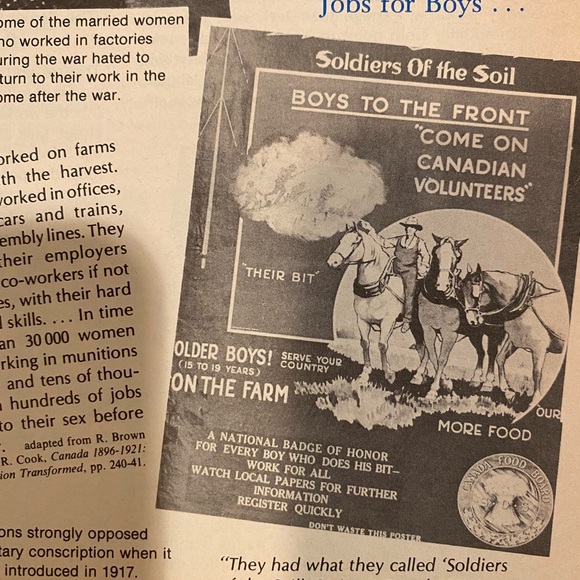 ome of the married women
ho worked in factories
uring the war hated to
turn to their work in the
ome after the war.
orked on farms
th the harvest.
worked in offices,
cars and trains,
embly lines. They
their employers
co-workers if not
es, with their hard
skills. . . . In time
an 30 000 women
rking in munitions
and tens of thou-
hundreds of jobs
to their sex before
adapted from R. Brown
R. Cook, Canada 1896-1921:
ion Transformed, pp. 240-41.
ons strongly opposed
tary conscription when it
introduced in 1917.
Jobs for Boys . . .
Soldiers Of the Soil
BOYS TO THE FRONT
"COME ON
CANADIAN
VOLUNTEERS"
"THEIR BIT"
OLDER BOYS!
(15 TO 19 YEARS)
SERVE YOUR
COUNTRY
ON THE FARM
OUR
MORE FOOD
A NATIONAL BADGE OF HONOR
FOR EVERY BOY WHO DOES HIS BIT—
WORK FOR ALL
WATCH LOCAL PAPERS FOR FURTHER
INFORMATION
REGISTER QUICKLY
DON'T WASTE THIS POSTER
CANADA FOOD BOARD
"They had what they called 'Soldiers